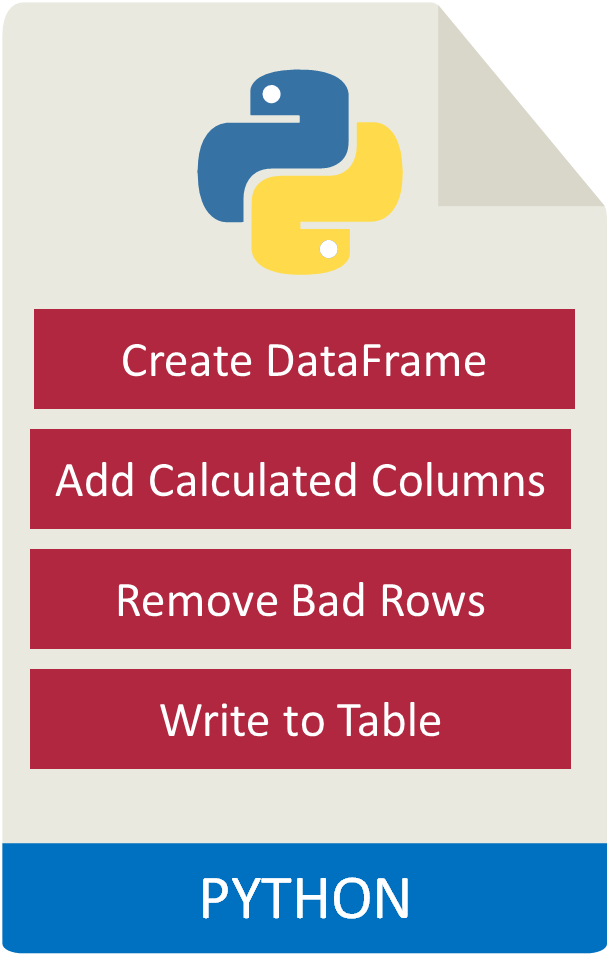 Create DataFrame
Add Calculated Columns
Remove Bad Rows
Write to Table
PYTHON